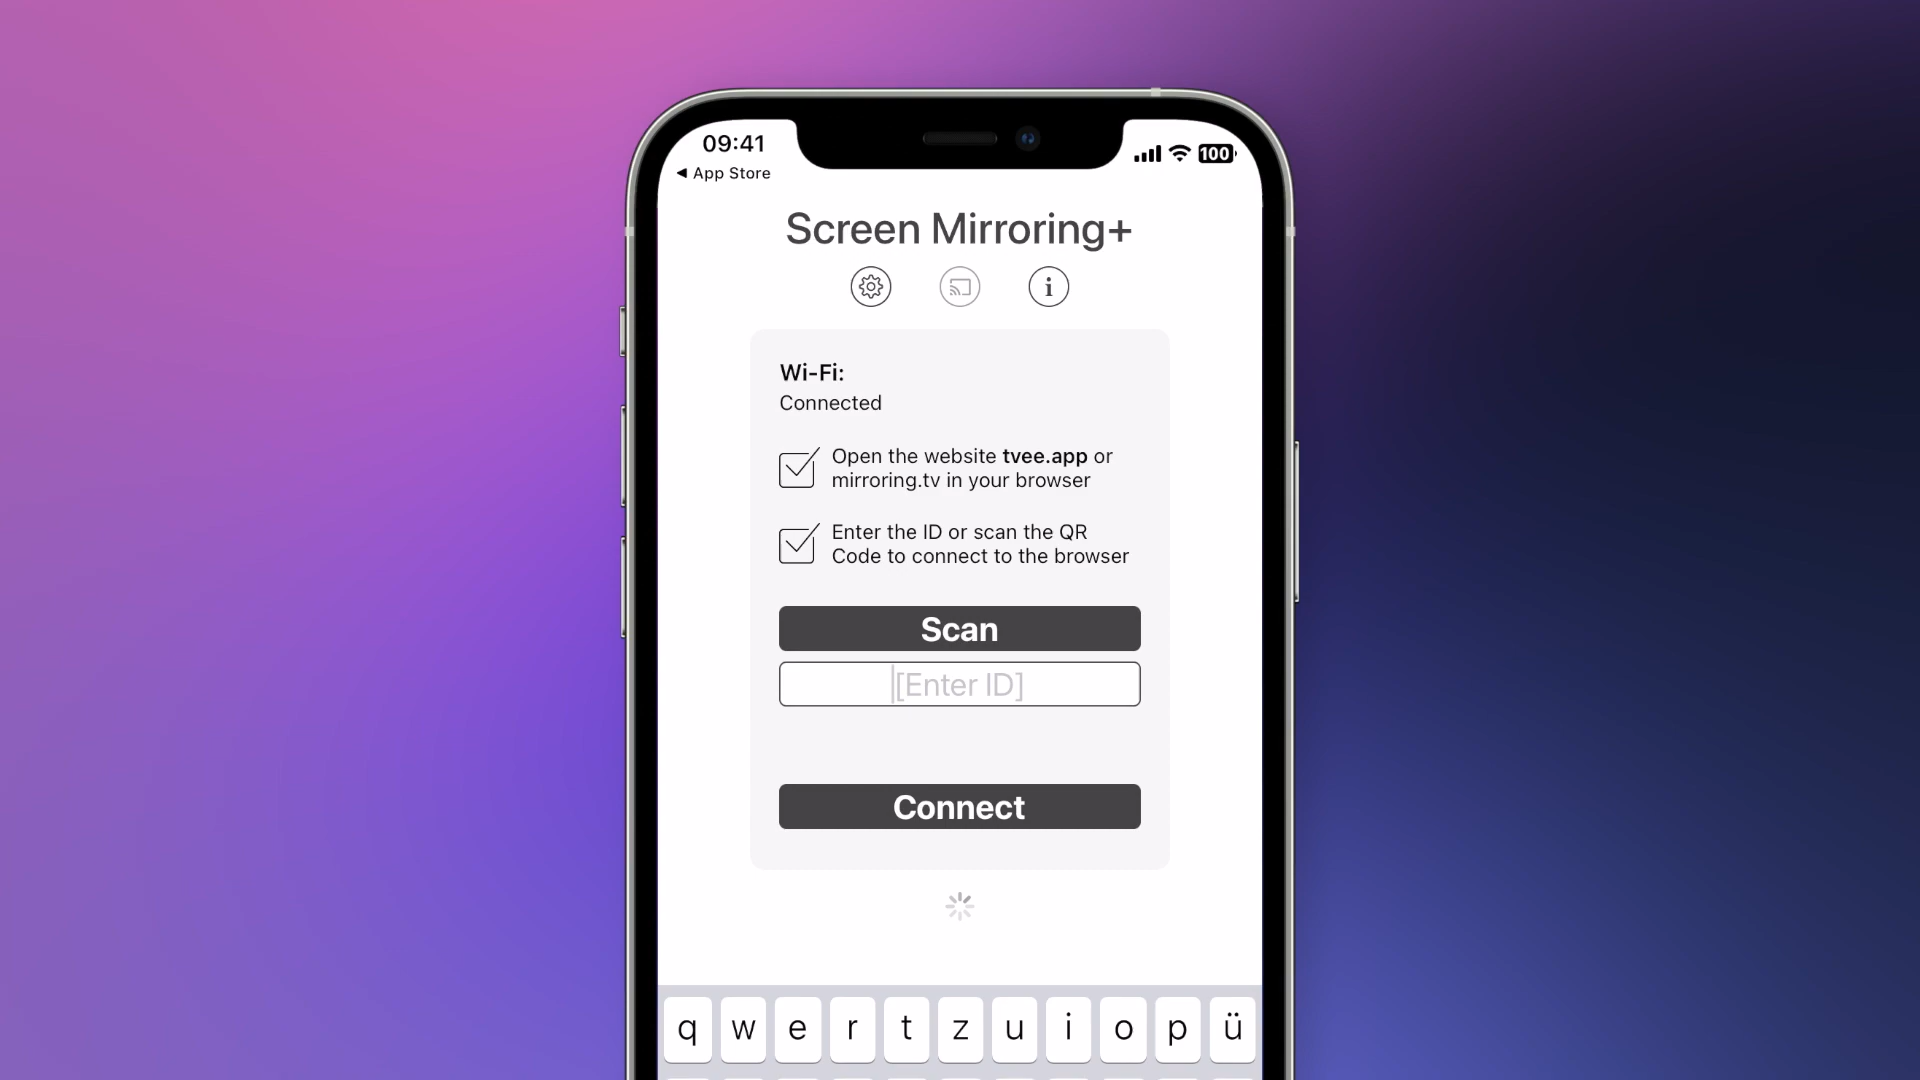 09:41
100
◀ App Store
Screen Mirroring+
i
Wi-Fi:
Connected
Open the website tvee.app or
mirroring.tv in your browser
Enter the ID or scan the QR
Code to connect to the browser
Scan
[Enter ID]
Connect
q w e r t z u i o p ü